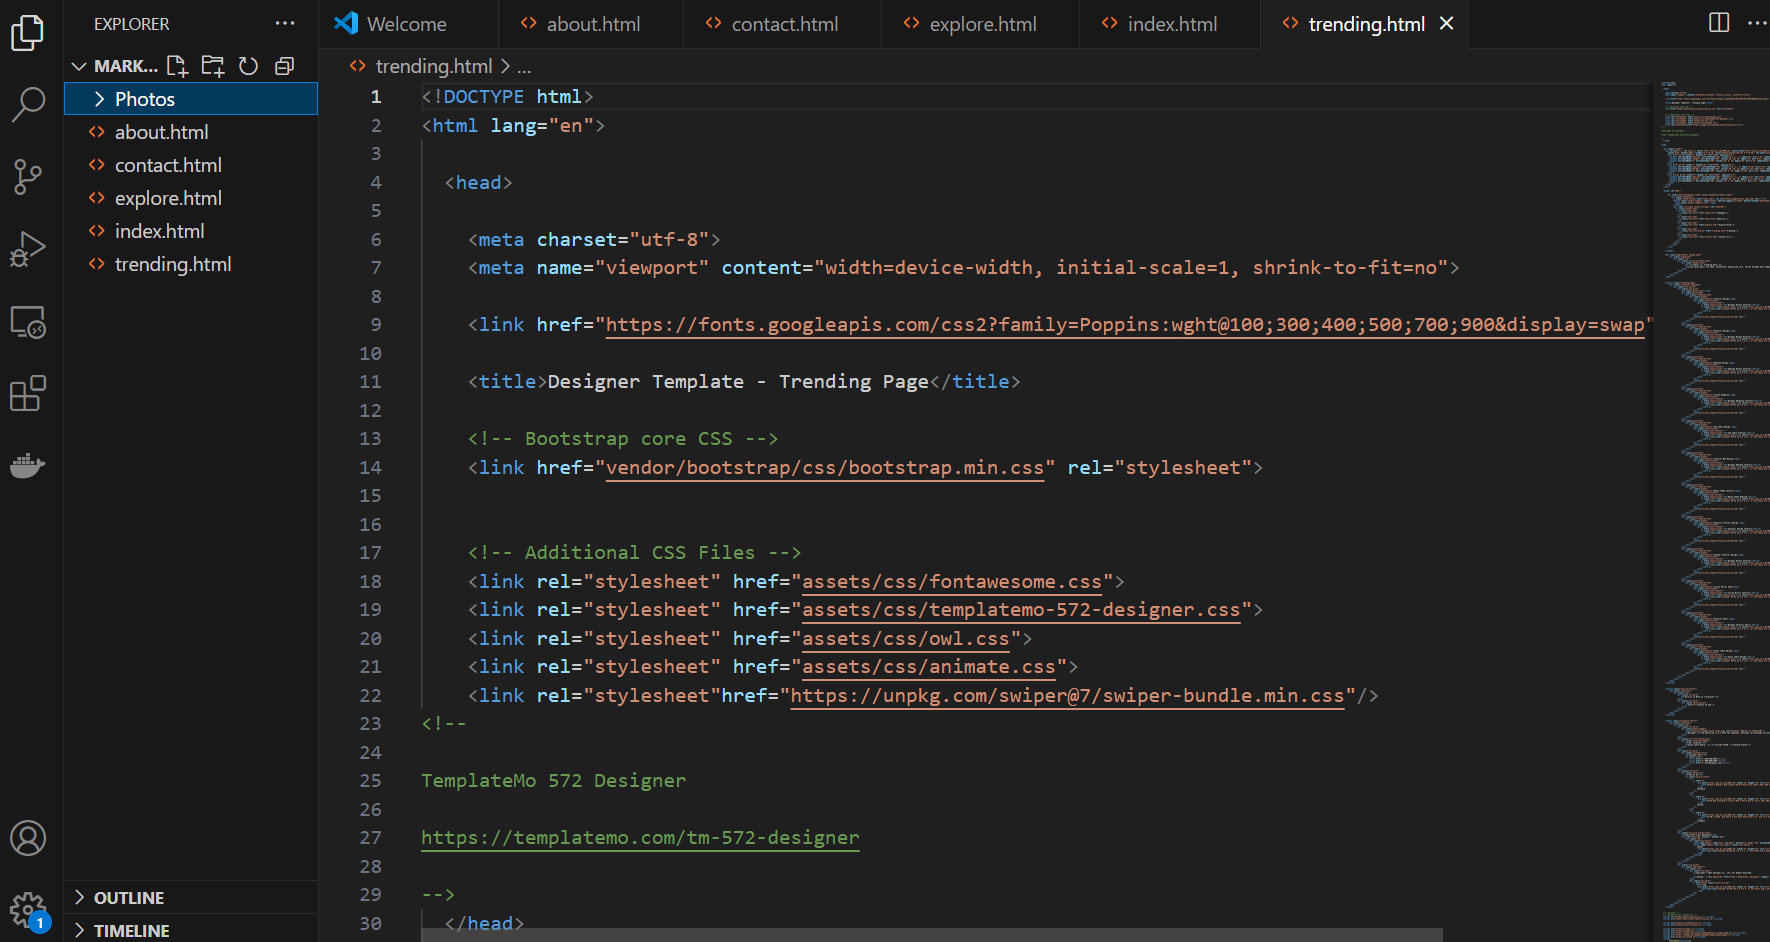 EXPLORER
MARK...
Photos
about.html
contact.html
explore.html
index.html
trending.html
OUTLINE
TIMELINE
1
Welcome
about.html
contact.html
explore.html
index.html
trending.html
trending.html > ...
1 <!DOCTYPE html>
2 <html lang="en">
3
4 <head>
5
6 <meta charset="utf-8">
7 <meta name="viewport" content="width=device-width, initial-scale=1, shrink-to-fit=no">
8
9 <link href="https://fonts.googleapis.com/css2?family=Poppins:wght@100;300;400;500;700;900&display=swap"
10
11 <title>Designer Template - Trending Page</title>
12
13 <!-- Bootstrap core CSS -->
14 <link href="vendor/bootstrap/css/bootstrap.min.css" rel="stylesheet">
15
16
17 <!-- Additional CSS Files -->
18 <link rel="stylesheet" href="assets/css/fontawesome.css">
19 <link rel="stylesheet" href="assets/css/templatemo-572-designer.css">
20 <link rel="stylesheet" href="assets/css/owl.css">
21 <link rel="stylesheet" href="assets/css/animate.css">
22 <link rel="stylesheet"href="https://unpkg.com/swiper@7/swiper-bundle.min.css"/>
23 <!--
24
25 TemplateMo 572 Designer
26
27 https://templatemo.com/tm-572-designer
28
29 -->
30 </head>